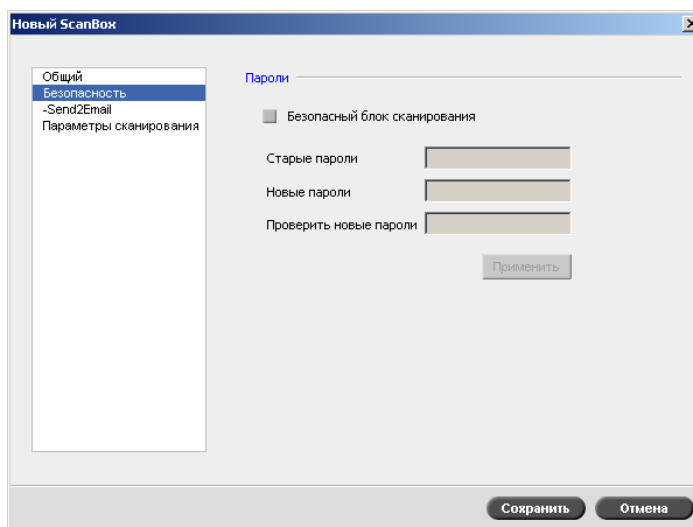 Новый ScanBox
Общий
Безопасность
-Send2Email
Параметры сканирования
Пароли
Безопасный блок сканирования
Старые пароли
Новые пароли
Проверить новые пароли
Применить
Сохранить
Отмена